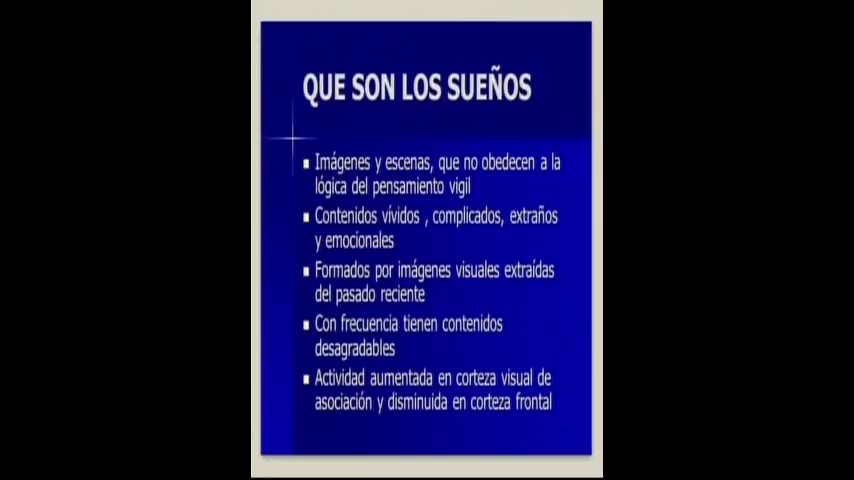 QUE SON LOS SUEÑOS
Imágenes y escenas, que no obedecen a la
lógica del pensamiento vigil
Contenidos vívidos , complicados, extraños
y emocionales
Formados por imágenes visuales extraídas
del pasado reciente
Con frecuencia tienen contenidos
desagradables
Actividad aumentada en corteza visual de
asociación y disminuida en corteza frontal